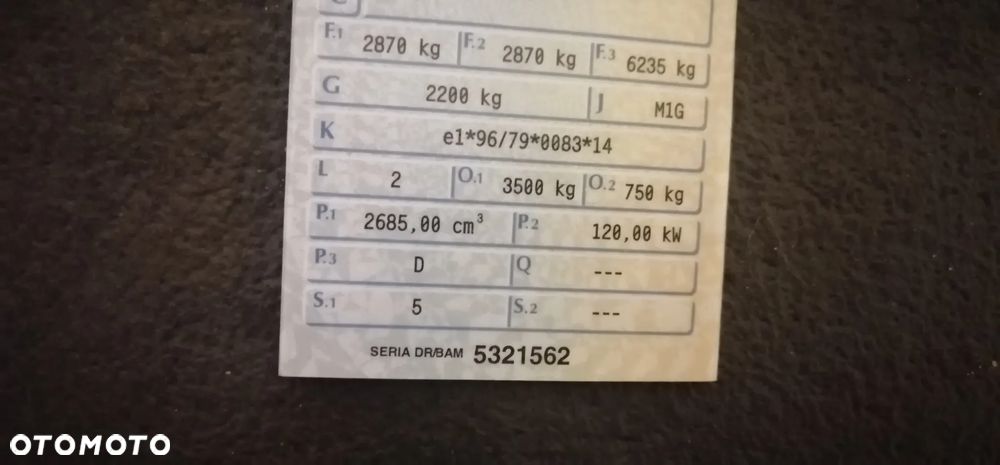 C
F.1 2870 kg F.2 2870 kg F.3 6235 kg
G 2200 kg J M1G
K e1*96/79*0083*14
L 2 O.1 3500 kg O.2 750 kg
P.1 2685,00 cm³ P.2 120,00 kW
P.3 D Q ---
S.1 5 S.2 ---
SERIA DR/BAM 5321562
OTOMOTO